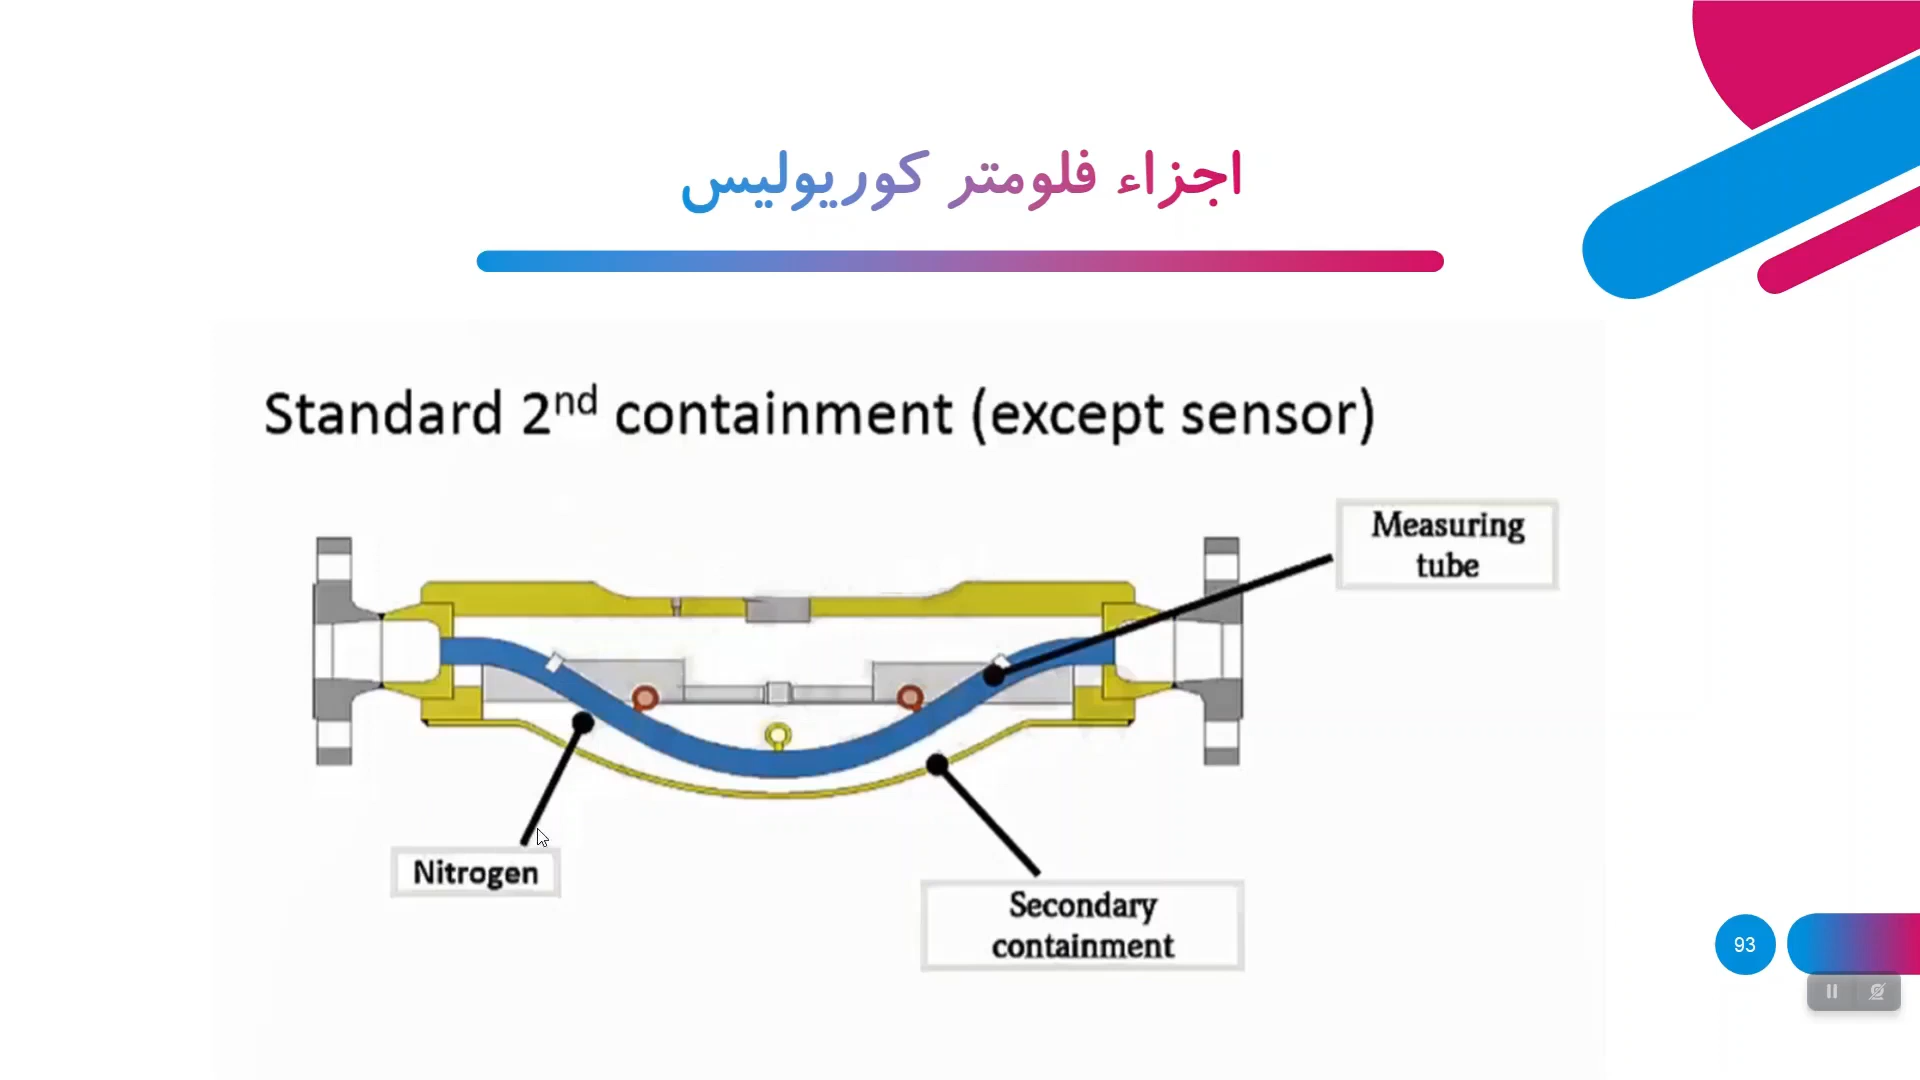 اجزاء فلومتر کوریولیس
Standard 2nd containment (except sensor)
Measuring
tube
Nitrogen
Secondary
containment
93